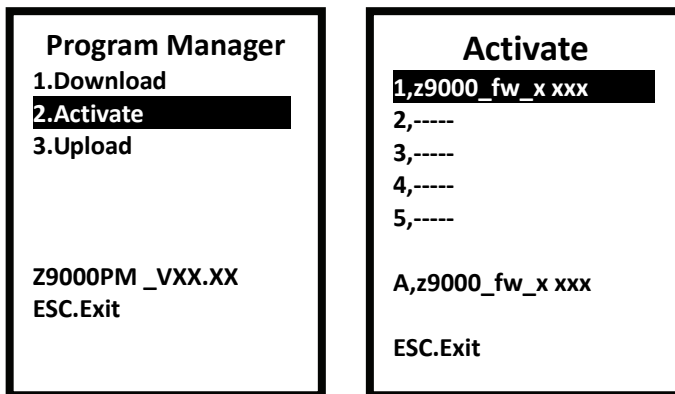 Program Manager
1.Download
2.Activate
3.Upload
Z9000PM _VXX.XX
ESC.Exit
Activate
1,z9000_fw_x xxx
2,-----
3,-----
4,-----
5,-----
A,z9000_fw_x xxx
ESC.Exit